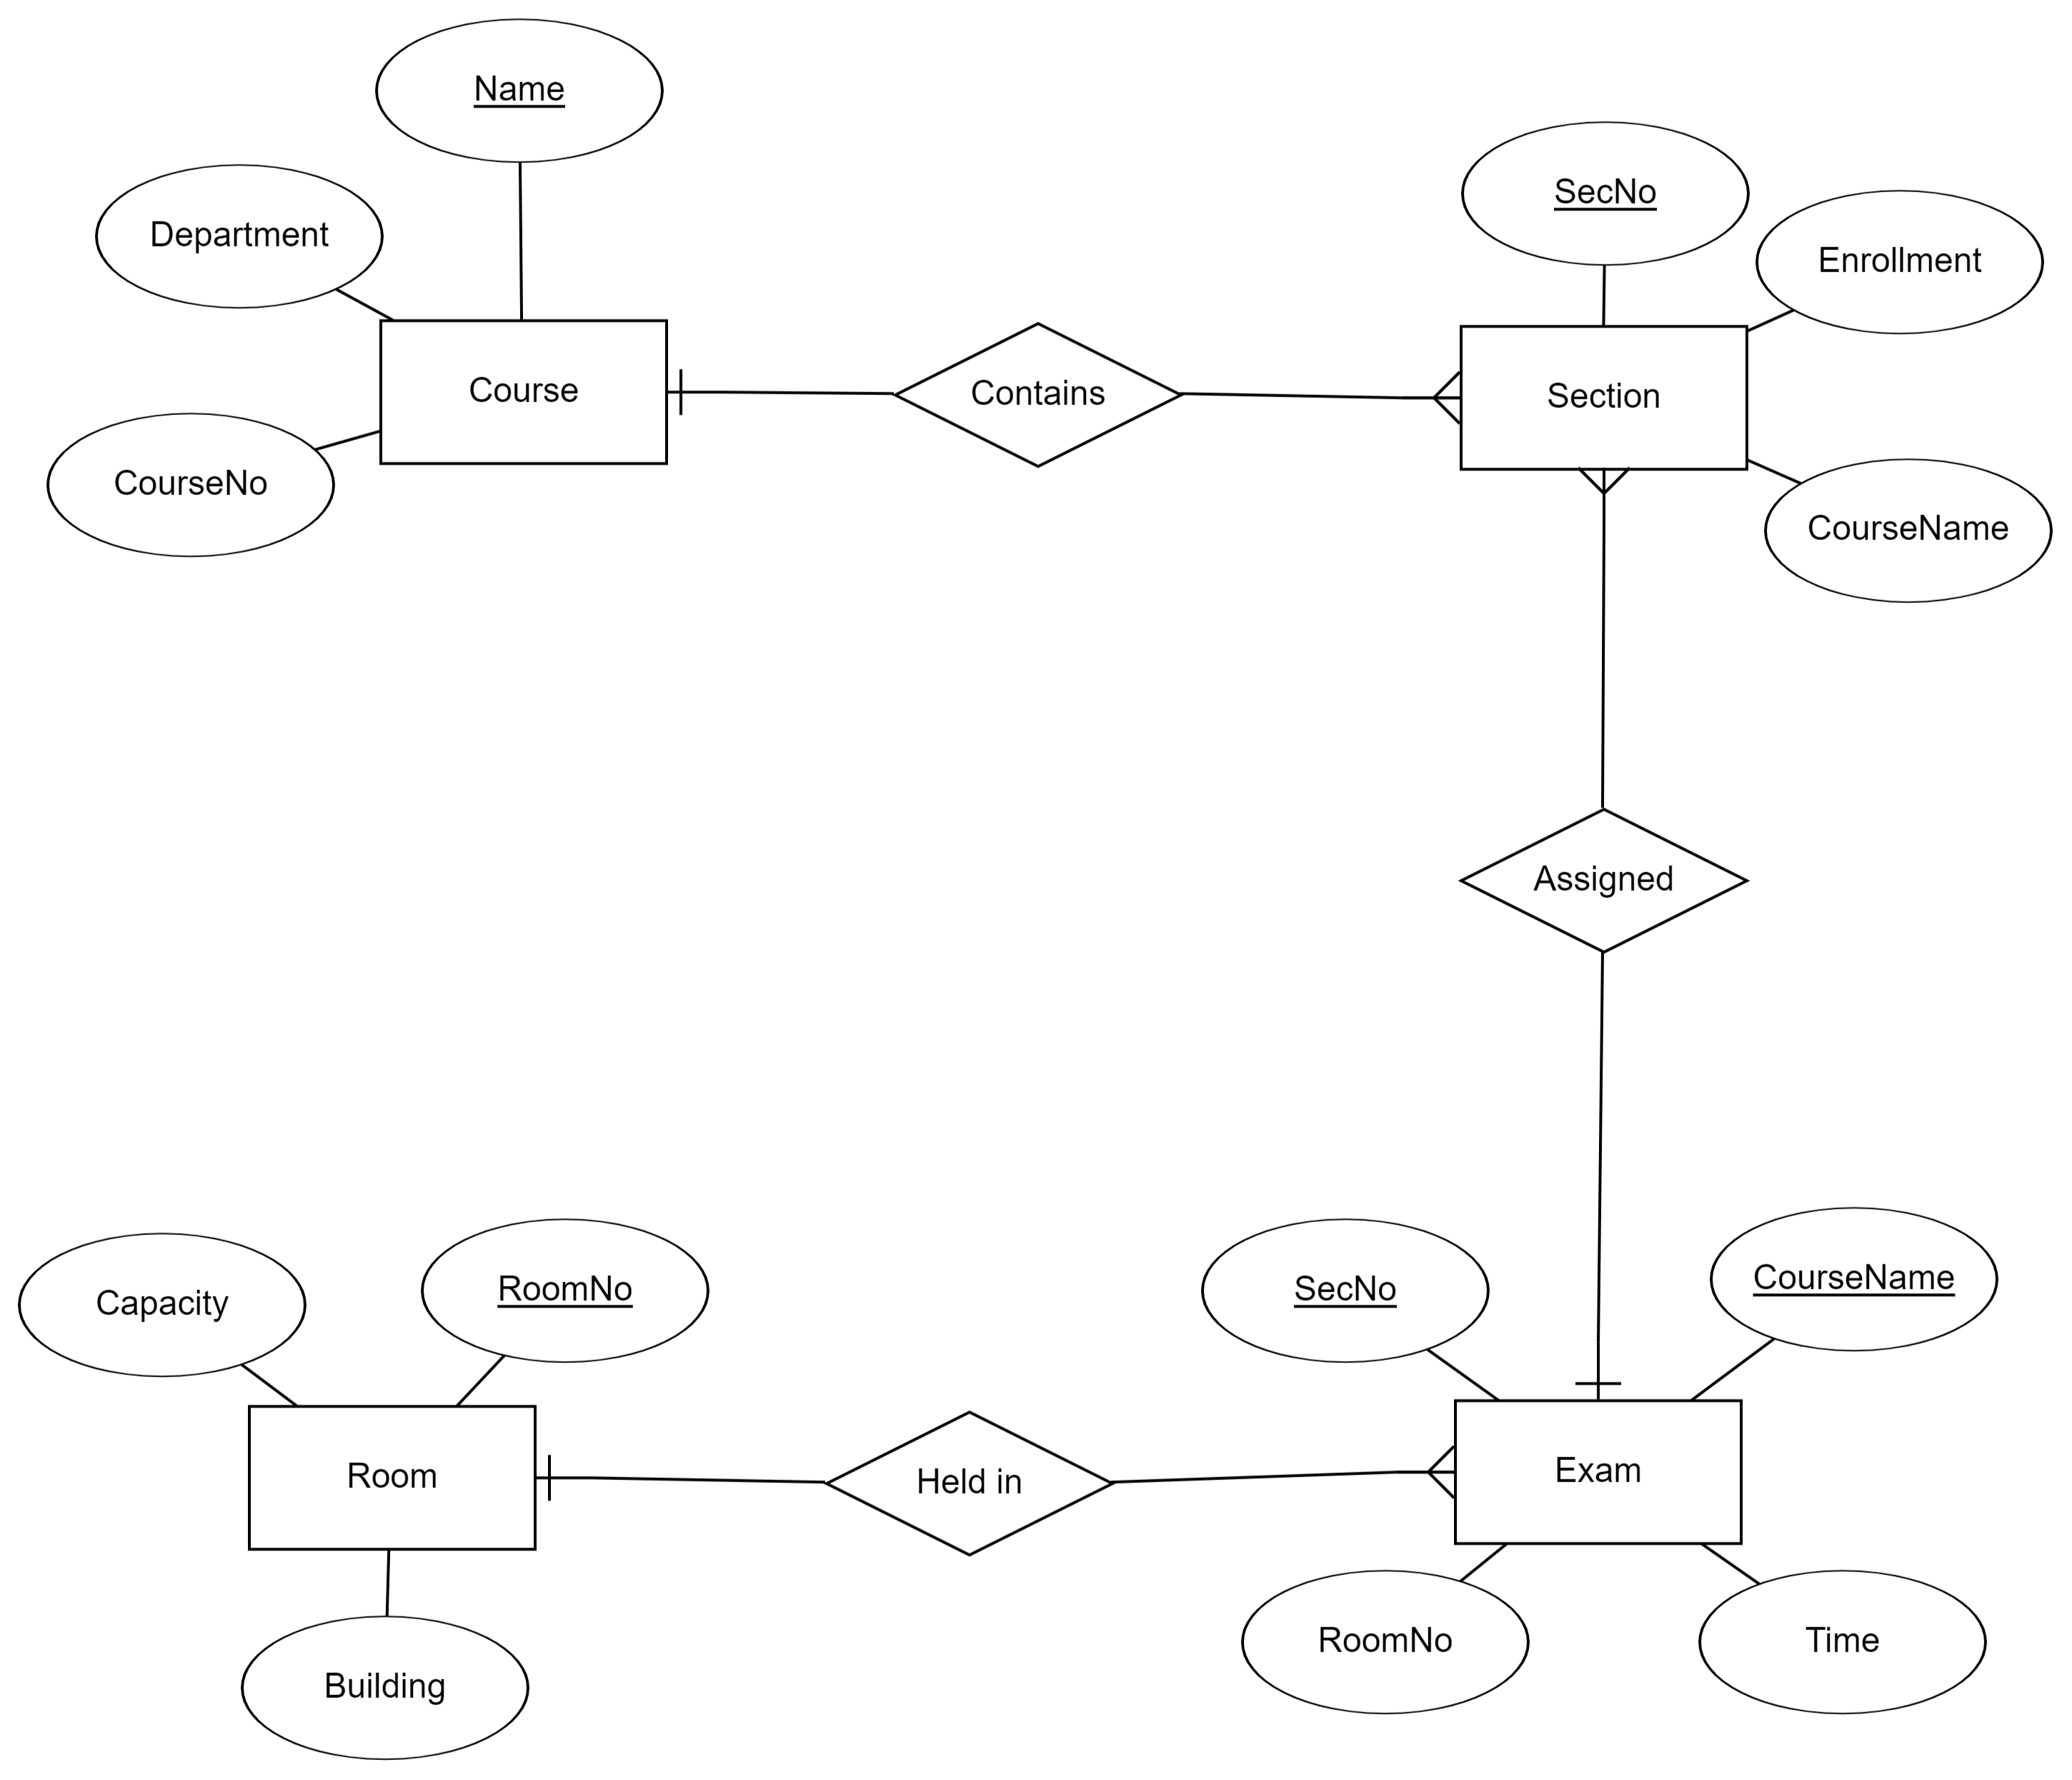 Name
Department
CourseNo
Course
Contains
SecNo
Enrollment
Section
CourseName
Assigned
Capacity
RoomNo
Room
Building
Held in
SecNo
CourseName
Exam
RoomNo
Time